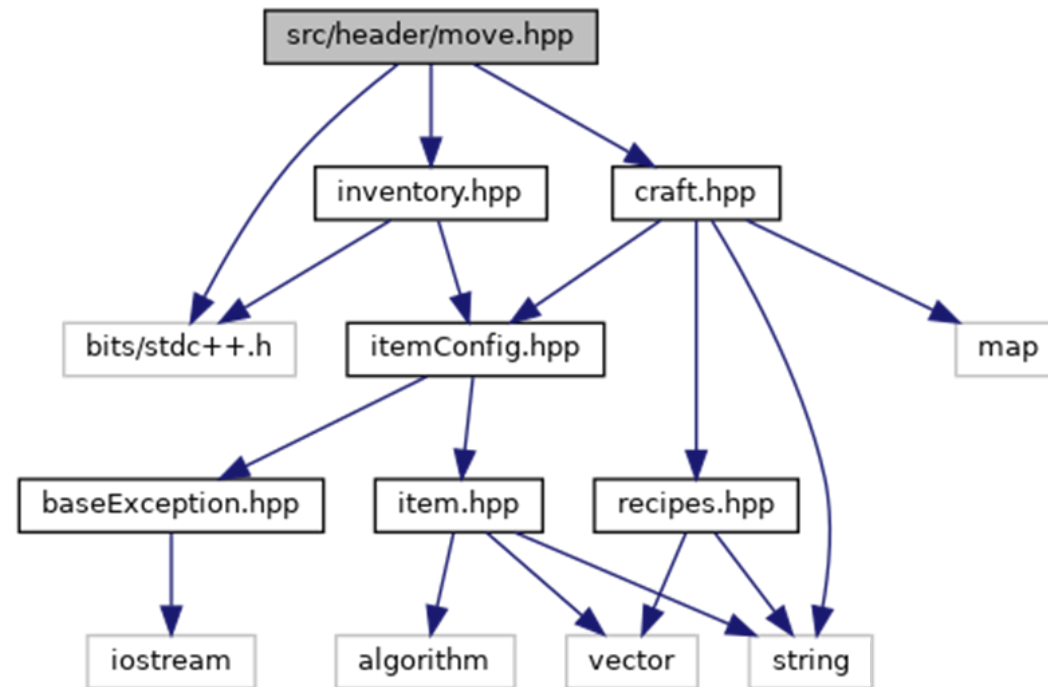 src/header/move.hpp
inventory.hpp
craft.hpp
bits/stdc++.h
itemConfig.hpp
map
baseException.hpp
item.hpp
recipes.hpp
iostream
algorithm
vector
string